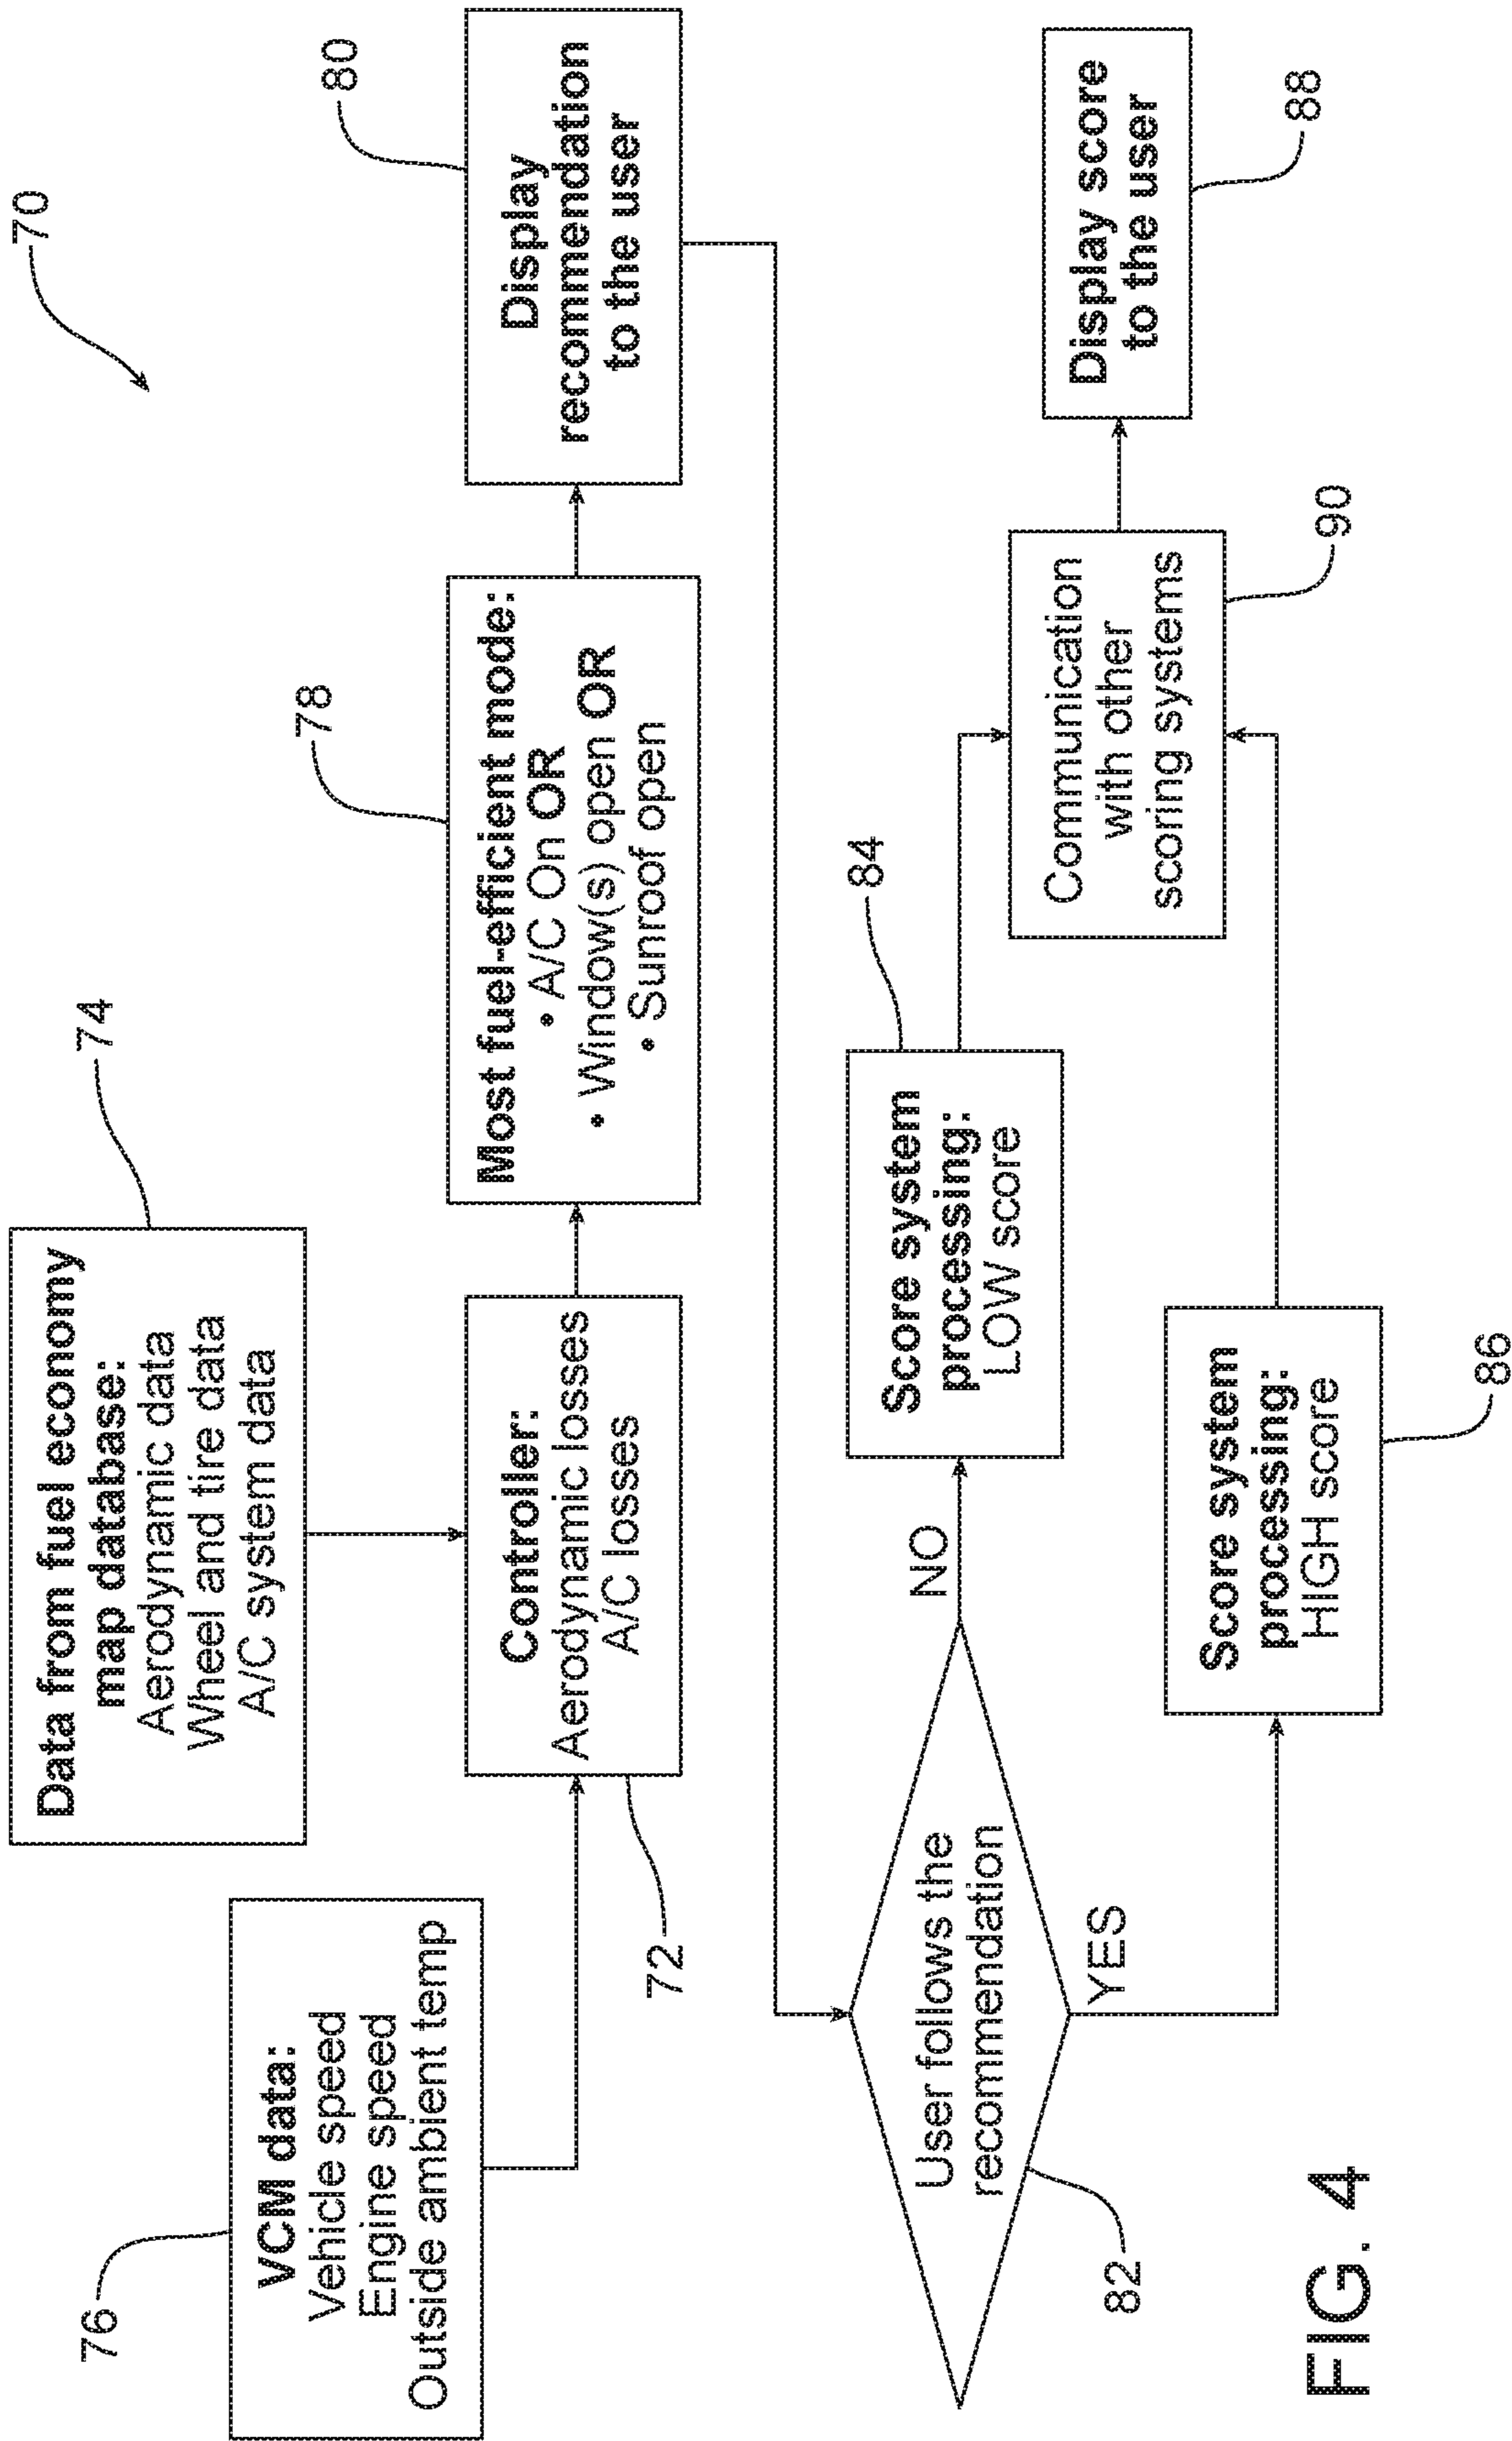 70
76
VCM data:
Vehicle speed
Engine speed
Outside ambient temp
74
Data from fuel economy
map database:
Aerodynamic data
Wheel and tire data
A/C system data
72
Controller:
Aerodynamic losses
A/C losses
78
Most fuel-efficient mode:
• A/C On OR
• Window(s) open OR
• Sunroof open
80
Display
recommendation
to the user
82
User follows the
recommendation
NO
YES
84
Score system
processing:
LOW score
86
Score system
processing:
HIGH score
90
Communication
with other
scoring systems
88
Display score
to the user
FIG. 4